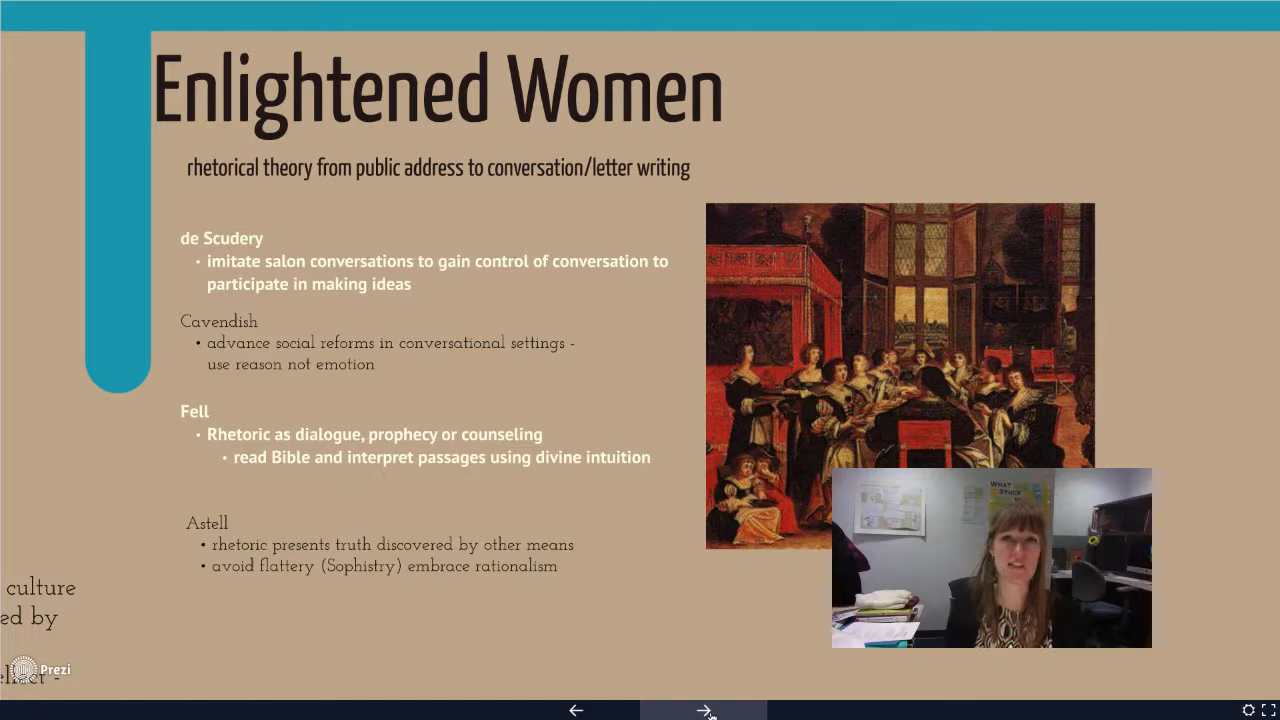 Enlightened Women
rhetorical theory from public address to conversation/letter writing
de Scudery
• imitate salon conversations to gain control of conversation to
participate in making ideas
Cavendish
• advance social reforms in conversational settings -
use reason not emotion
Fell
• Rhetoric as dialogue, prophecy or counseling
• read Bible and interpret passages using divine intuition
Astell
• rhetoric presents truth discovered by other means
• avoid flattery (Sophistry) embrace rationalism
culture
ed by
Prezi
WHAT
STUCK